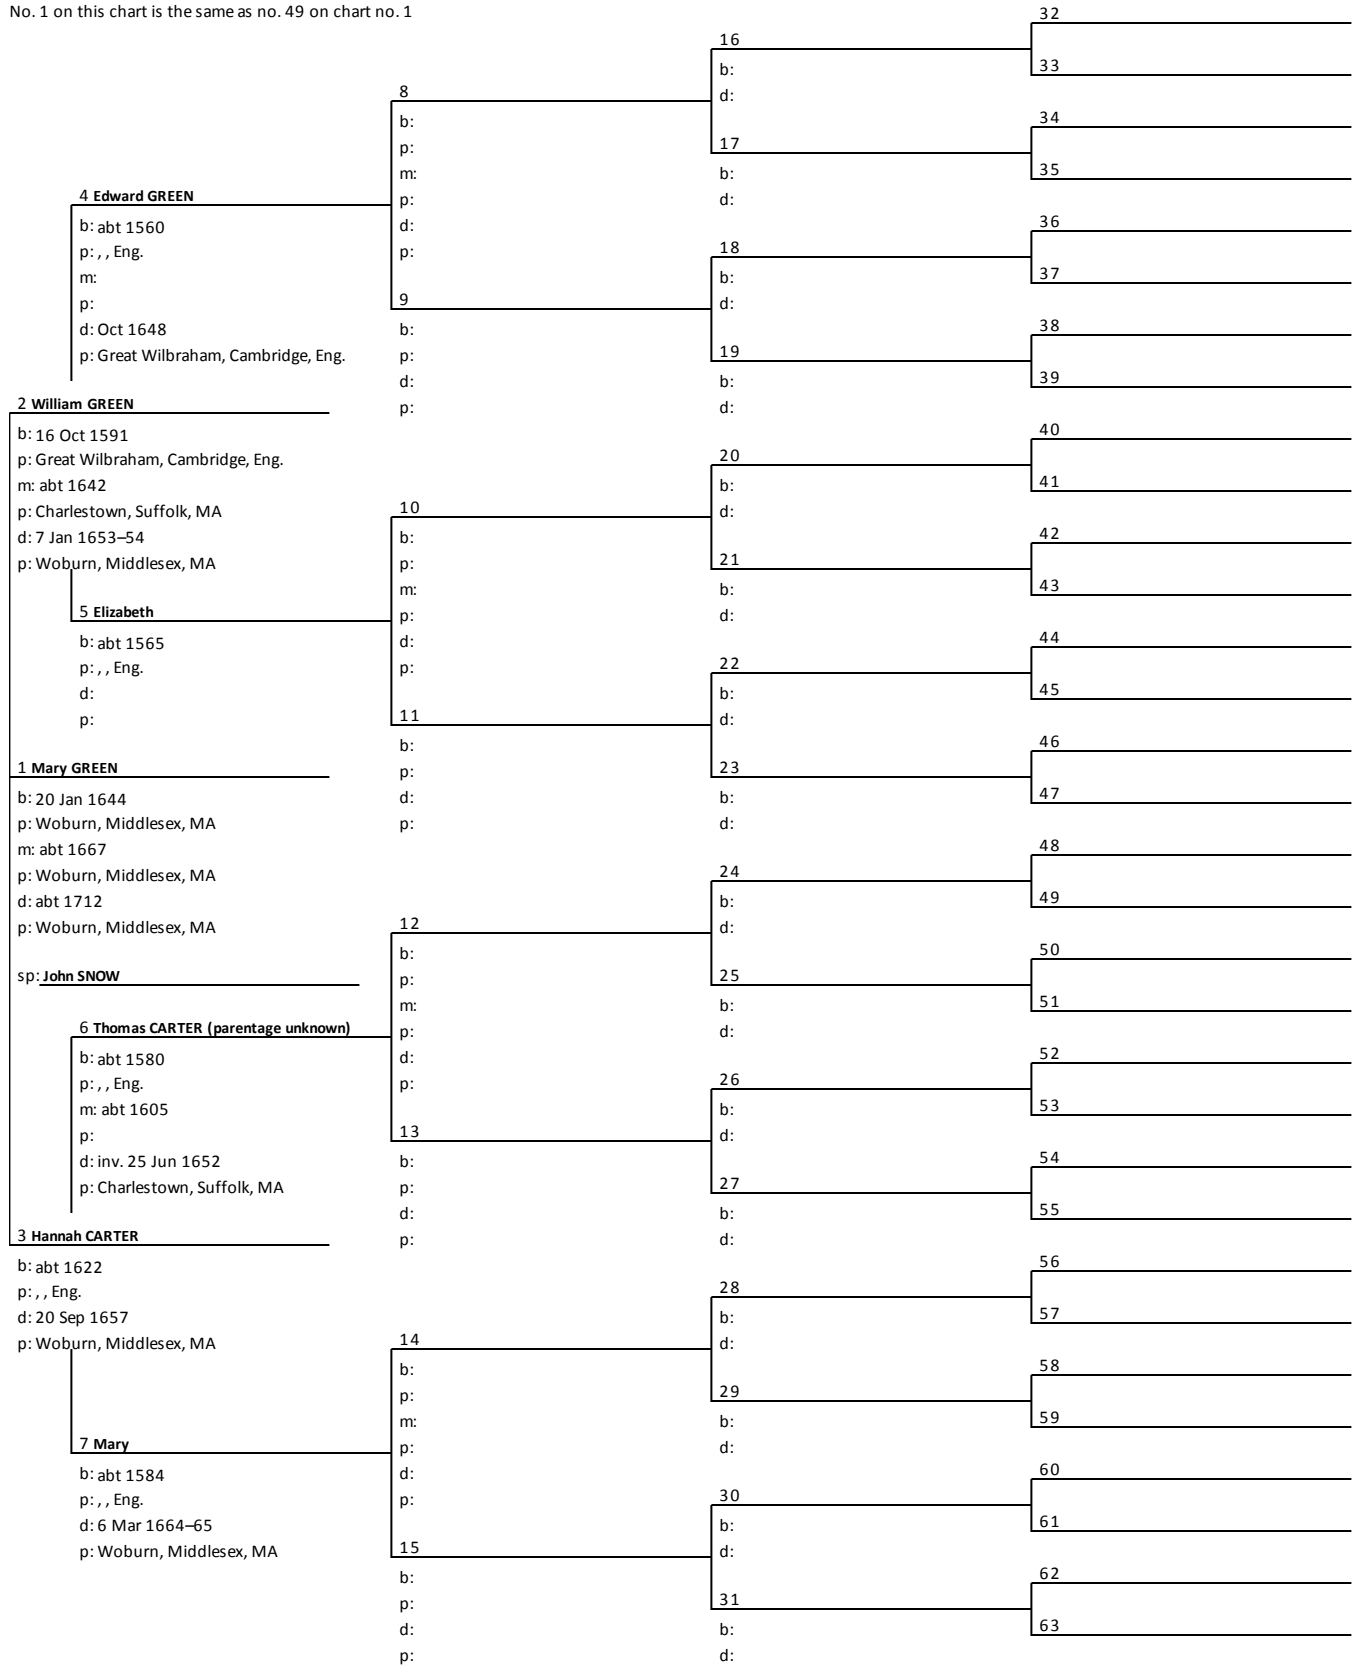 No. 1 on this chart is the same as no. 49 on chart no. 1
4 Edward GREEN
b: abt 1560
p: , , Eng.
m:
p:
d: Oct 1648
p: Great Wilbraham, Cambridge, Eng.
2 William GREEN
b: 16 Oct 1591
p: Great Wilbraham, Cambridge, Eng.
m: abt 1642
p: Charlestown, Suffolk, MA
d: 7 Jan 1653–54
p: Woburn, Middlesex, MA
5 Elizabeth
b: abt 1565
p: , , Eng.
d:
p:
1 Mary GREEN
b: 20 Jan 1644
p: Woburn, Middlesex, MA
m: abt 1667
p: Woburn, Middlesex, MA
d: abt 1712
p: Woburn, Middlesex, MA
sp: John SNOW
6 Thomas CARTER (parentage unknown)
b: abt 1580
p: , , Eng.
m: abt 1605
p:
d: inv. 25 Jun 1652
p: Charlestown, Suffolk, MA
3 Hannah CARTER
b: abt 1622
p: , , Eng.
d: 20 Sep 1657
p: Woburn, Middlesex, MA
7 Mary
b: abt 1584
p: , , Eng.
d: 6 Mar 1664–65
p: Woburn, Middlesex, MA
8
b:
p:
m:
p:
d:
p:
9
b:
p:
d:
p:
10
b:
p:
m:
p:
d:
p:
11
b:
p:
d:
p:
12
b:
p:
m:
p:
d:
p:
13
b:
p:
d:
p:
14
b:
p:
m:
p:
d:
p:
15
b:
p:
d:
p:
16
b:
d:
17
b:
d:
18
b:
d:
19
b:
d:
20
b:
d:
21
b:
d:
22
b:
d:
23
b:
d:
24
b:
d:
25
b:
d:
26
b:
d:
27
b:
d:
28
b:
d:
29
b:
d:
30
b:
d:
31
b:
d:
32
33
34
35
36
37
38
39
40
41
42
43
44
45
46
47
48
49
50
51
52
53
54
55
56
57
58
59
60
61
62
63